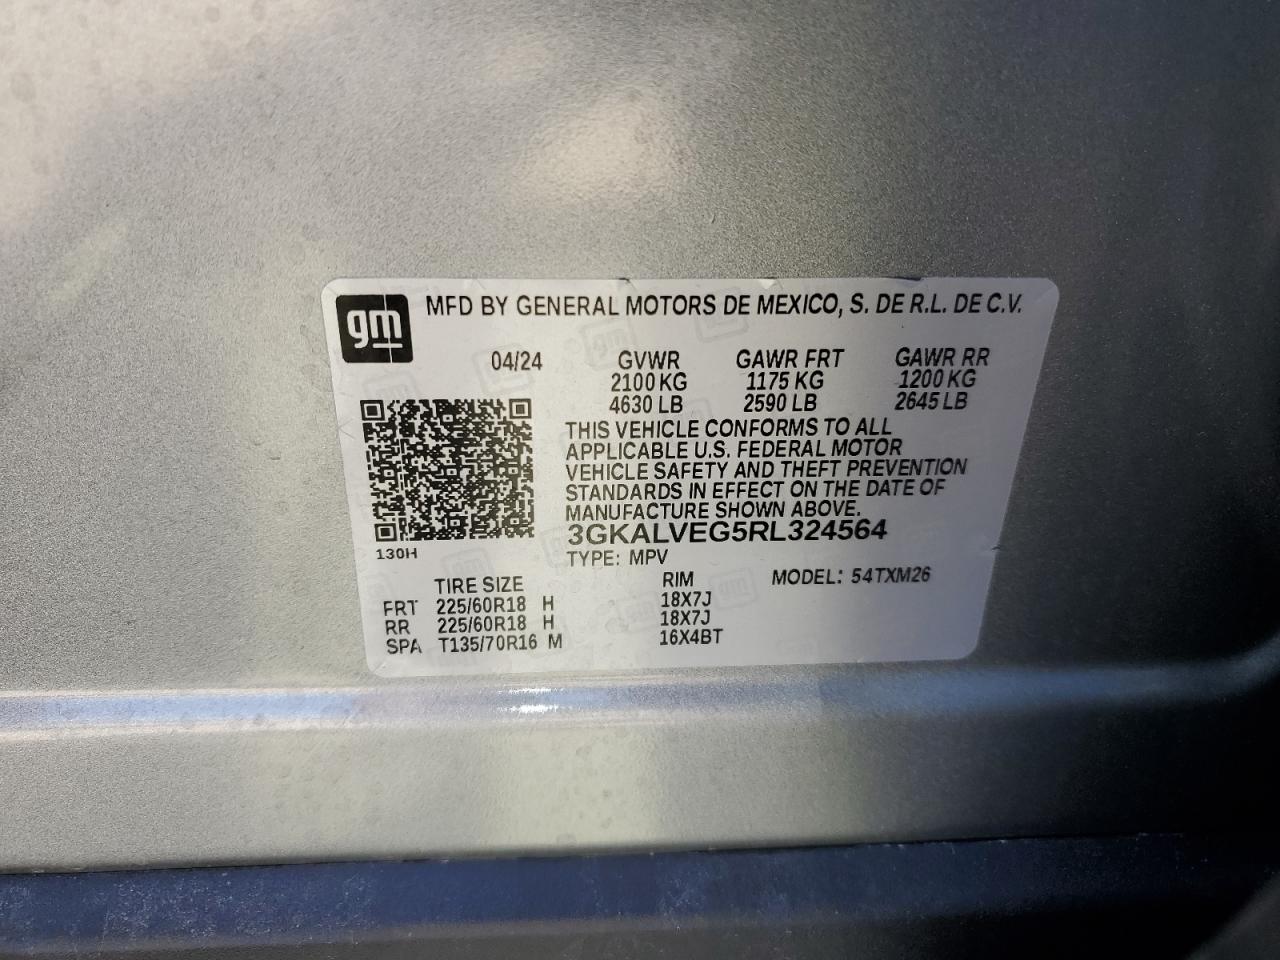 gm
MFD BY GENERAL MOTORS DE MEXICO, S. DE R.L. DE C.V.
04/24 GVWR GAWR FRT GAWR RR
2100 KG 1175 KG 1200 KG
4630 LB 2590 LB 2645 LB
THIS VEHICLE CONFORMS TO ALL
APPLICABLE U.S. FEDERAL MOTOR
VEHICLE SAFETY AND THEFT PREVENTION
STANDARDS IN EFFECT ON THE DATE OF
MANUFACTURE SHOWN ABOVE.
3GKALVEG5RL324564
130H
TYPE: MPV
MODEL: 54TXM26
TIRE SIZE RIM
FRT 225/60R18 H 18X7J
RR 225/60R18 H 18X7J
SPA T135/70R16 M 16X4BT